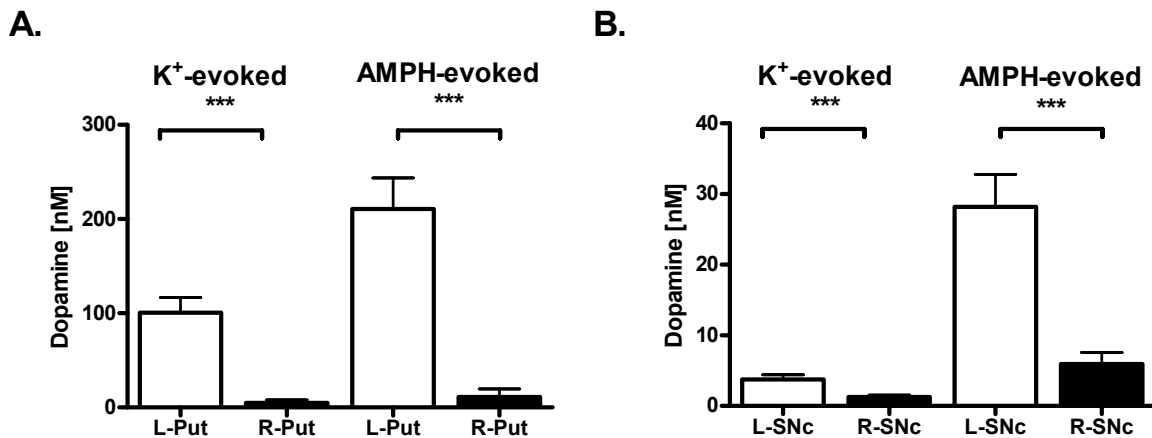 A.
K⁺-evoked AMPH-evoked
*** ***
300
200
100
0
Dopamine [nM]
L-Put R-Put L-Put R-Put
B.
K⁺-evoked AMPH-evoked
*** ***
40
30
20
10
0
Dopamine [nM]
L-SNc R-SNc L-SNc R-SNc